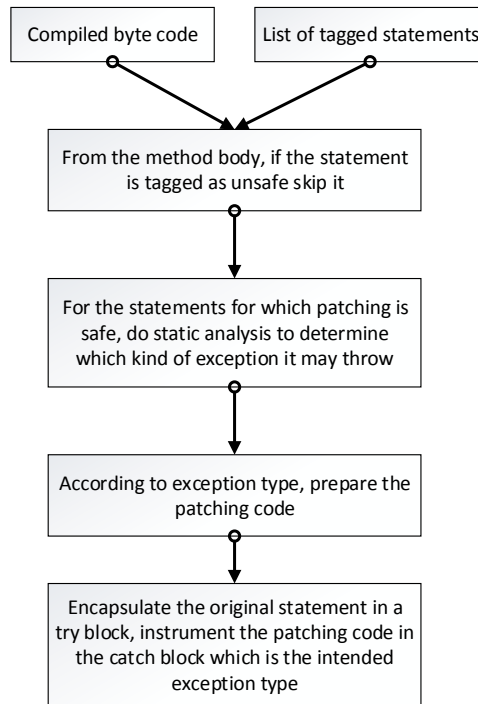 Compiled byte code
List of tagged statements
From the method body, if the statement
is tagged as unsafe skip it
For the statements for which patching is
safe, do static analysis to determine
which kind of exception it may throw
According to exception type, prepare the
patching code
Encapsulate the original statement in a
try block, instrument the patching code in
the catch block which is the intended
exception type